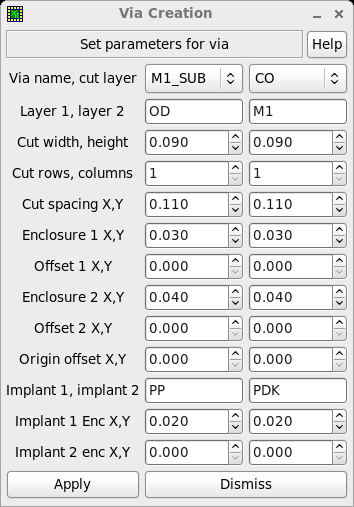 Via Creation
Set parameters for via Help
Via name, cut layer M1_SUB CO
Layer 1, layer 2 OD M1
Cut width, height 0.090 0.090
Cut rows, columns 1 1
Cut spacing X,Y 0.110 0.110
Enclosure 1 X,Y 0.030 0.030
Offset 1 X,Y 0.000 0.000
Enclosure 2 X,Y 0.040 0.040
Offset 2 X,Y 0.000 0.000
Origin offset X,Y 0.000 0.000
Implant 1, implant 2 PP PDK
Implant 1 Enc X,Y 0.020 0.020
Implant 2 enc X,Y 0.000 0.000
Apply Dismiss